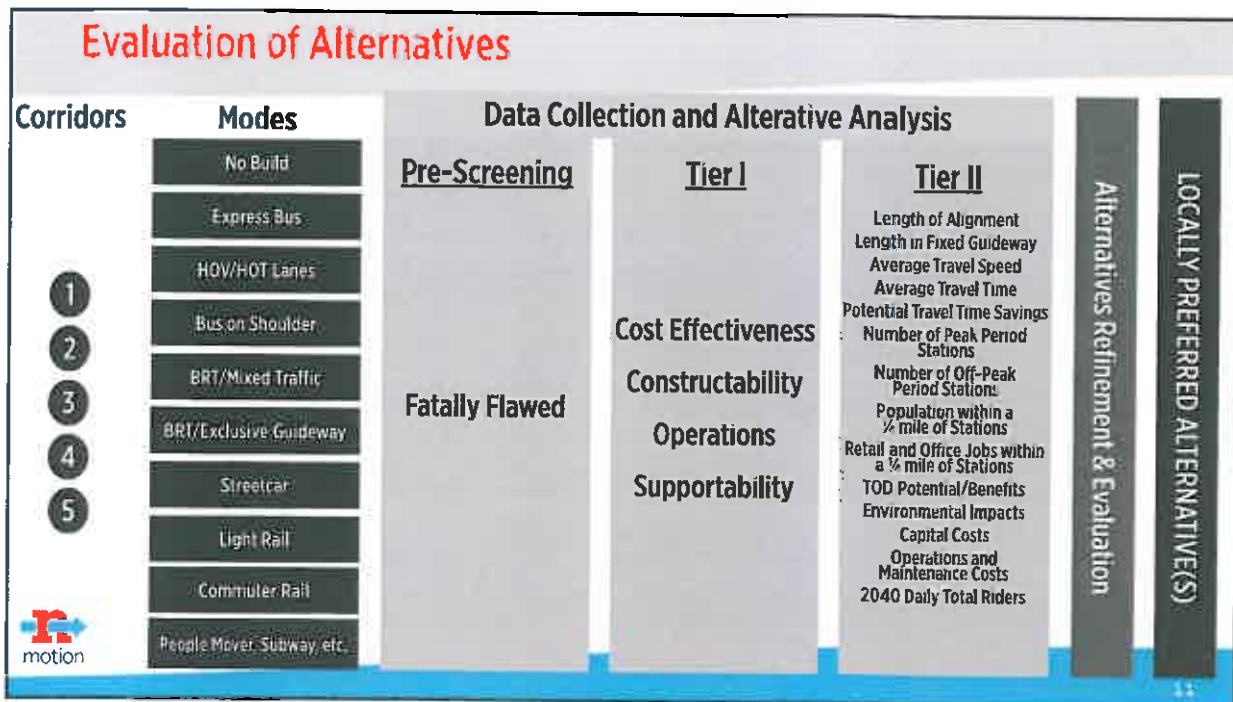 Evaluation of Alternatives
Corridors
1
2
3
4
5
Modes
No Build
Express Bus
HOV/HOT Lanes
Bus on Shoulder
BRT/Mixed Traffic
BRT/Exclusive Guideway
Streetcar
Light Rail
Commuter Rail
People Mover, Subway, etc.
Data Collection and Alterative Analysis
Pre-Screening
Fatally Flawed
Tier I
Cost Effectiveness
Constructability
Operations
Supportability
Tier II
Length of Alignment
Length in Fixed Guideway
Average Travel Speed
Average Travel Time
Potential Travel Time Savings
Number of Peak Period
Stations
Number of Off-Peak
Period Stations
Population within a
mile of Stations
Retail and Office Jobs within
a mile of Stations
TOD Potential/Benefits
Environmental Impacts
Capital Costs
Operations and
Maintenance Costs
2040 Daily Total Riders
Alternatives Refinement & Evaluation
LOCALLY PREFERRED ALTERNATIVE(S)
n
motion
11